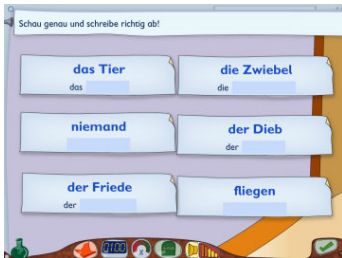 Schau genau und schreibe richtig ab!
das Tier
das
die Zwiebel
die
niemand
der Dieb
der
der Friede
der
fliegen